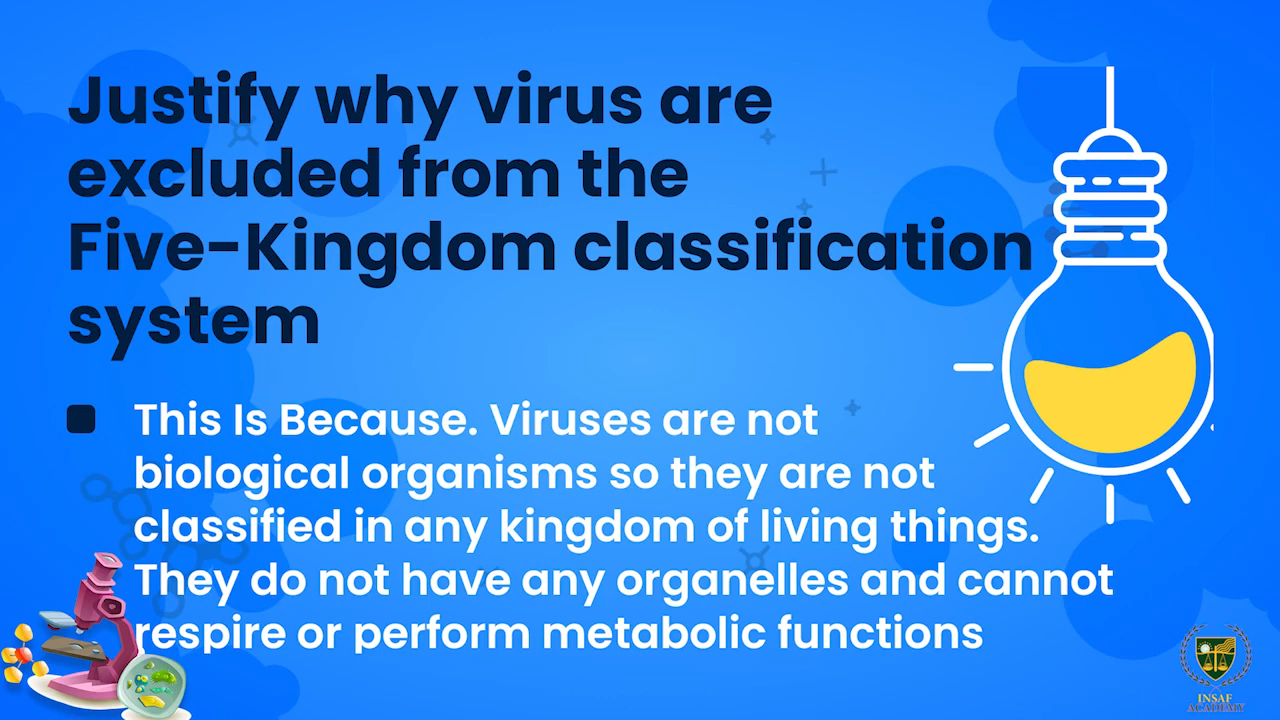 Justify why virus are
excluded from the
Five-Kingdom classification
system
This Is Because. Viruses are not
biological organisms so they are not
classified in any kingdom of living things.
They do not have any organelles and cannot
respire or perform metabolic functions
INSAF
ACADEMY